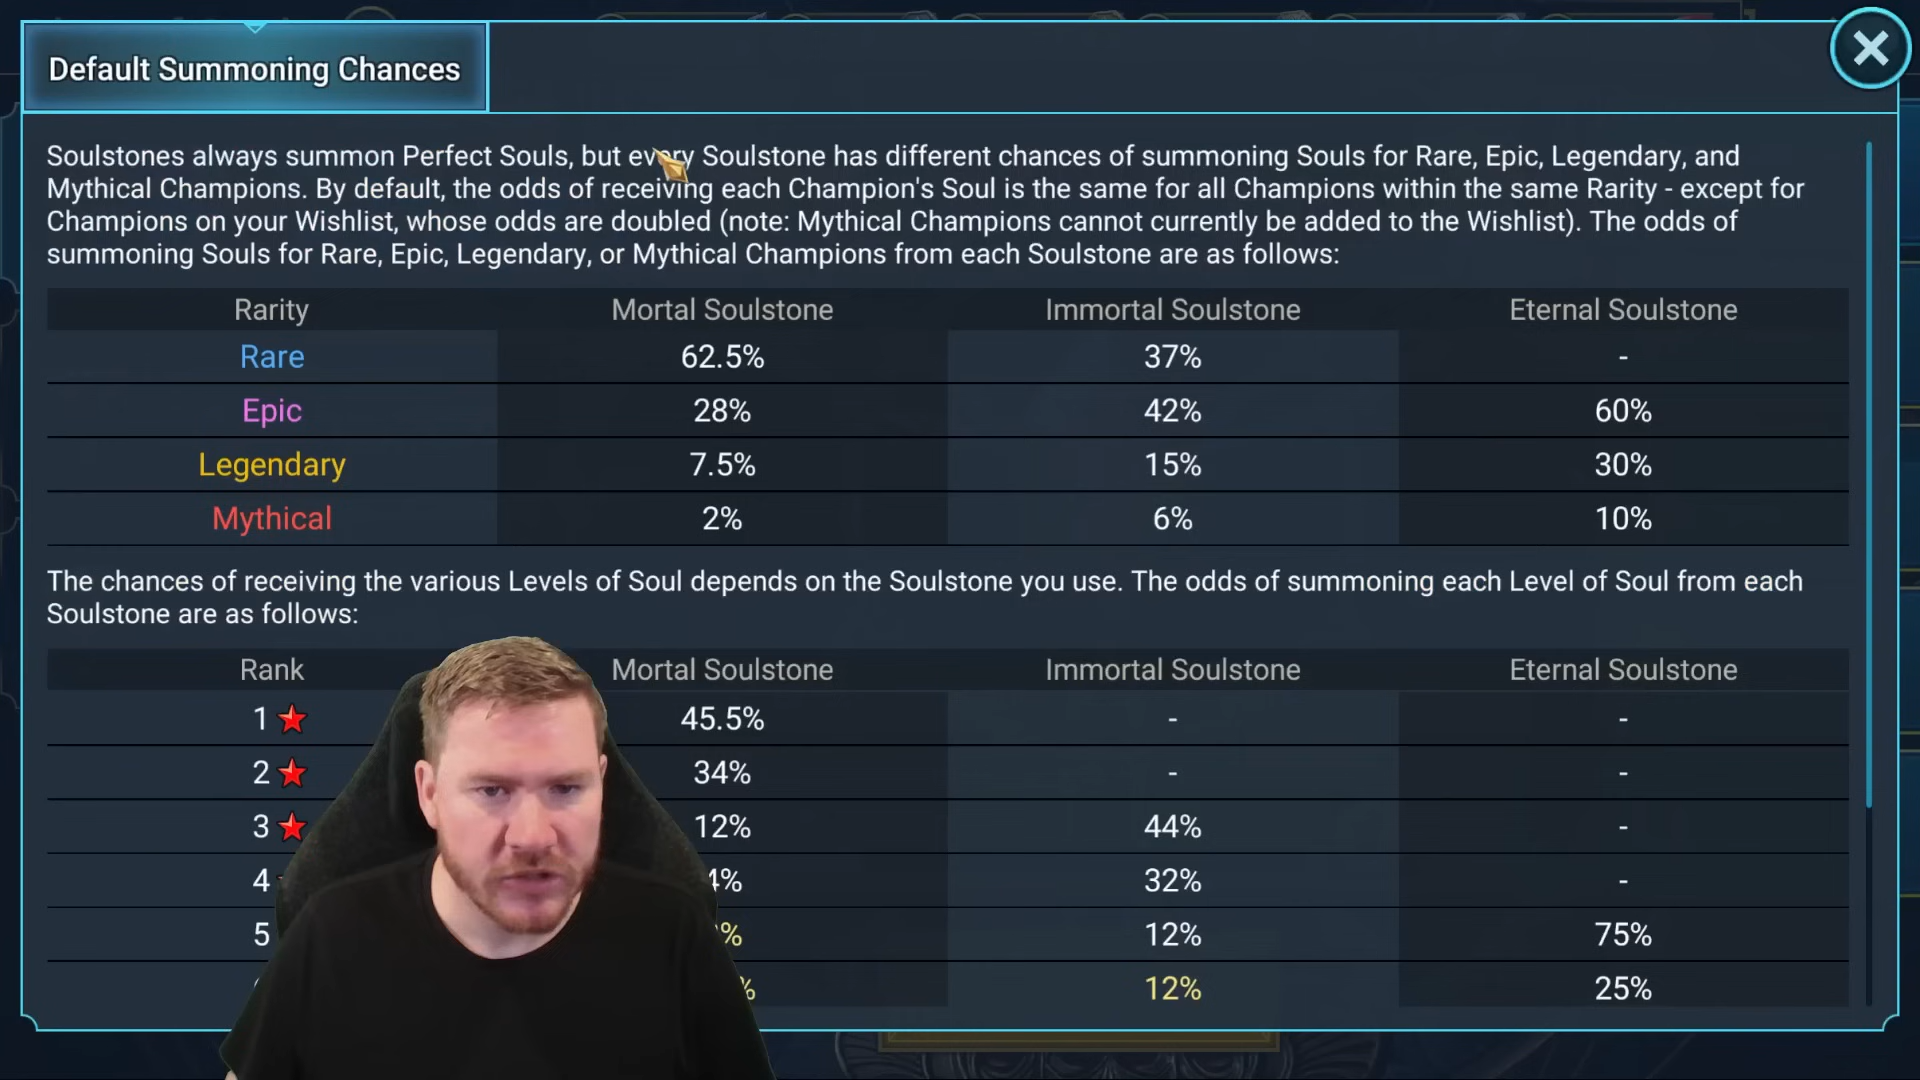 Default Summoning Chances
Soulstones always summon Perfect Souls, but every Soulstone has different chances of summoning Souls for Rare, Epic, Legendary, and
Mythical Champions. By default, the odds of receiving each Champion's Soul is the same for all Champions within the same Rarity - except for
Champions on your Wishlist, whose odds are doubled (note: Mythical Champions cannot currently be added to the Wishlist). The odds of
summoning Souls for Rare, Epic, Legendary, or Mythical Champions from each Soulstone are as follows:
Rarity Mortal Soulstone Immortal Soulstone Eternal Soulstone
Rare 62.5% 37% -
Epic 28% 42% 60%
Legendary 7.5% 15% 30%
Mythical 2% 6% 10%
The chances of receiving the various Levels of Soul depends on the Soulstone you use. The odds of summoning each Level of Soul from each
Soulstone are as follows:
Rank Mortal Soulstone Immortal Soulstone Eternal Soulstone
1 45.5% - -
2 34% - -
3 12% 44% -
4 4% 32% -
5 % 12% 75%
% 12% 25%